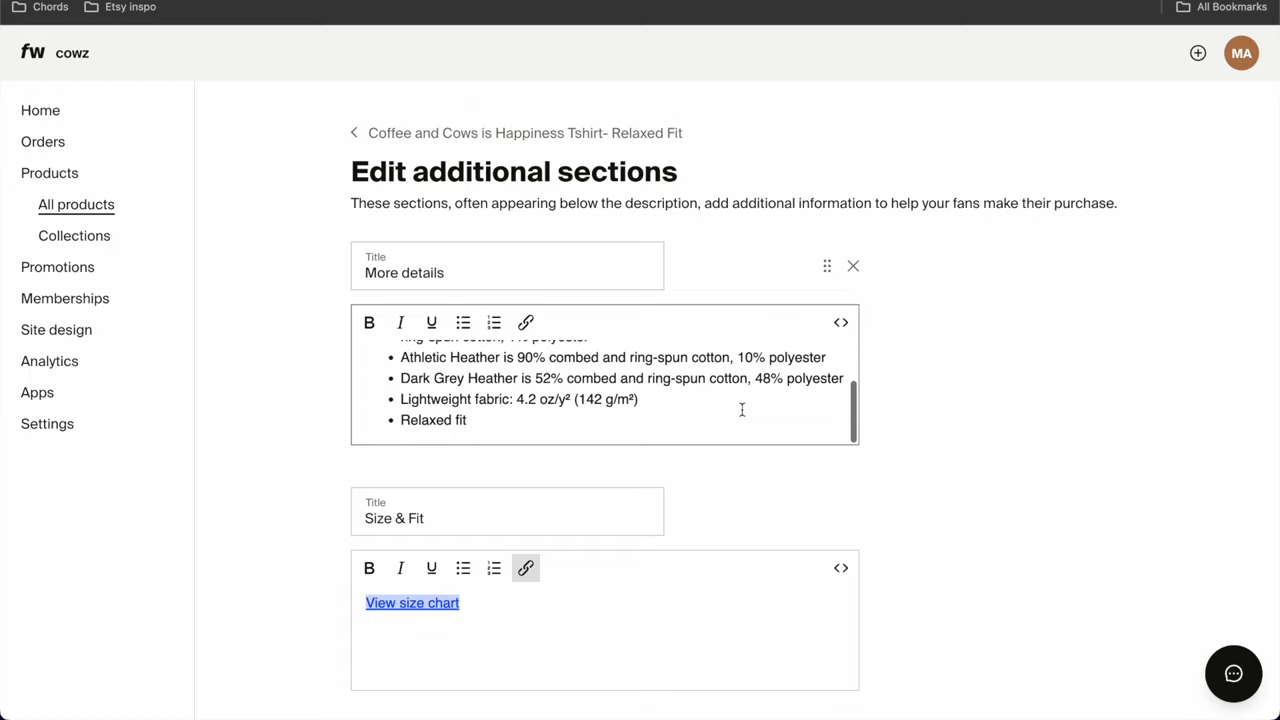 Chords
Etsy inspo
All Bookmarks
fw cowz
MA
Home
Orders
Products
All products
Collections
Promotions
Memberships
Site design
Analytics
Apps
Settings
Coffee and Cows is Happiness Tshirt- Relaxed Fit
Edit additional sections
These sections, often appearing below the description, add additional information to help your fans make their purchase.
Title
More details
B I U
Athletic Heather is 90% combed and ring-spun cotton, 10% polyester
Dark Grey Heather is 52% combed and ring-spun cotton, 48% polyester
Lightweight fabric: 4.2 oz/y² (142 g/m²)
Relaxed fit
Title
Size & Fit
B I U
View size chart